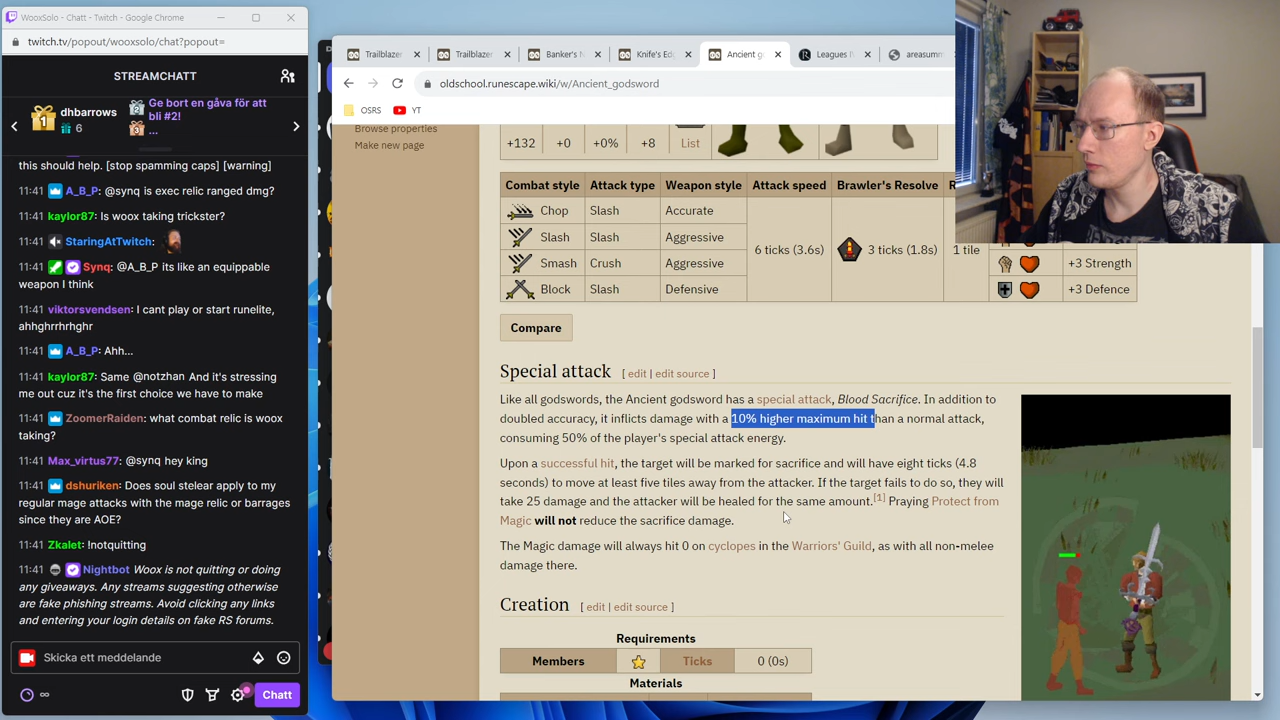 WooxSolo - Chatt - Twitch - Google Chrome
twitch.tv/popout/wooxsolo/chat?popout=
STREAMCHATT
1 dhbarrows
6
2 Ge bort en gåva för att
bli #2!
3 ...
this should help. [stop spamming caps] [warning]
11:41 A_B_P: @synq is exec relic ranged dmg?
11:41 kaylor87: Is woox taking trickster?
11:41 StaringAtTwitch:
11:41 Synq: @A_B_P its like an equippable
weapon I think
11:41 viktorsvendsen: I cant play or start runelite,
ahhghrrhrghr
11:41 A_B_P: Ahh...
11:41 kaylor87: Same @notzhan And it's stressing
me out cuz it's the first choice we have to make
11:41 ZoomerRaiden: what combat relic is woox
taking?
11:41 Max_virtus77: @synq hey king
11:41 dshuriken: Does soul stelear apply to my
regular mage attacks with the mage relic or barrages
since they are AOE?
11:41 Zkalet: !notquitting
11:41 Nightbot: Woox is not quitting or doing
any giveaways. Any streams suggesting otherwise
are fake phishing streams. Avoid clicking any links
and entering your login details on fake RS forums.
Skicka ett meddelande
∞
Chatt
Trailblazer
Trailblazer
Banker's N
Knife's Ed
Ancient go
Leagues I
areasumm
oldschool.runescape.wiki/w/Ancient_godsword
OSRS
YT
Browse properties
Make new page
+132 +0 +0% +8 List
Combat style Attack type Weapon style Attack speed Brawler's Resolve R
Chop Slash Accurate
Slash Slash Aggressive
6 ticks (3.6s) 3 ticks (1.8s) 1 tile
Smash Crush Aggressive +3 Strength
Block Slash Defensive +3 Defence
Compare
Special attack [ edit | edit source ]
Like all godswords, the Ancient godsword has a special attack, Blood Sacrifice. In addition to
doubled accuracy, it inflicts damage with a 10% higher maximum hit than a normal attack,
consuming 50% of the player's special attack energy.
Upon a successful hit, the target will be marked for sacrifice and will have eight ticks (4.8
seconds) to move at least five tiles away from the attacker. If the target fails to do so, they will
take 25 damage and the attacker will be healed for the same amount.[1] Praying Protect from
Magic will not reduce the sacrifice damage.
The Magic damage will always hit 0 on cyclopes in the Warriors' Guild, as with all non-melee
damage there.
Creation [ edit | edit source ]
Requirements
Members Ticks 0 (0s)
Materials